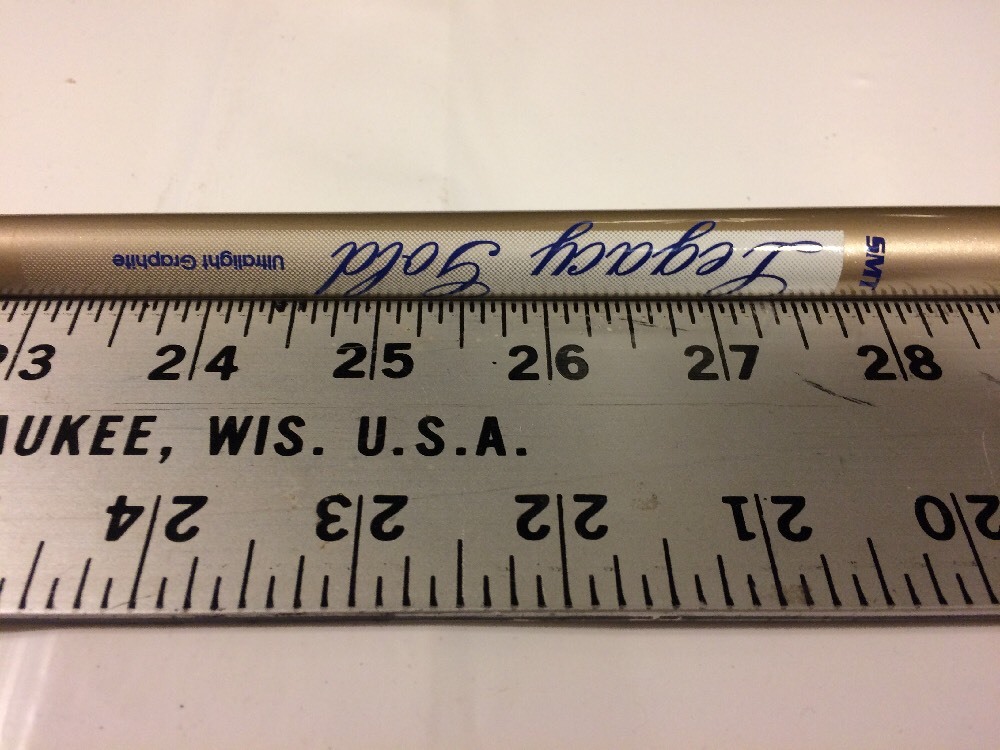 SMT Legacy Gold Ultralight Graphite
23 24 25 26 27 28
AUKEE, WIS. U.S.A.
20 21 22 23 24